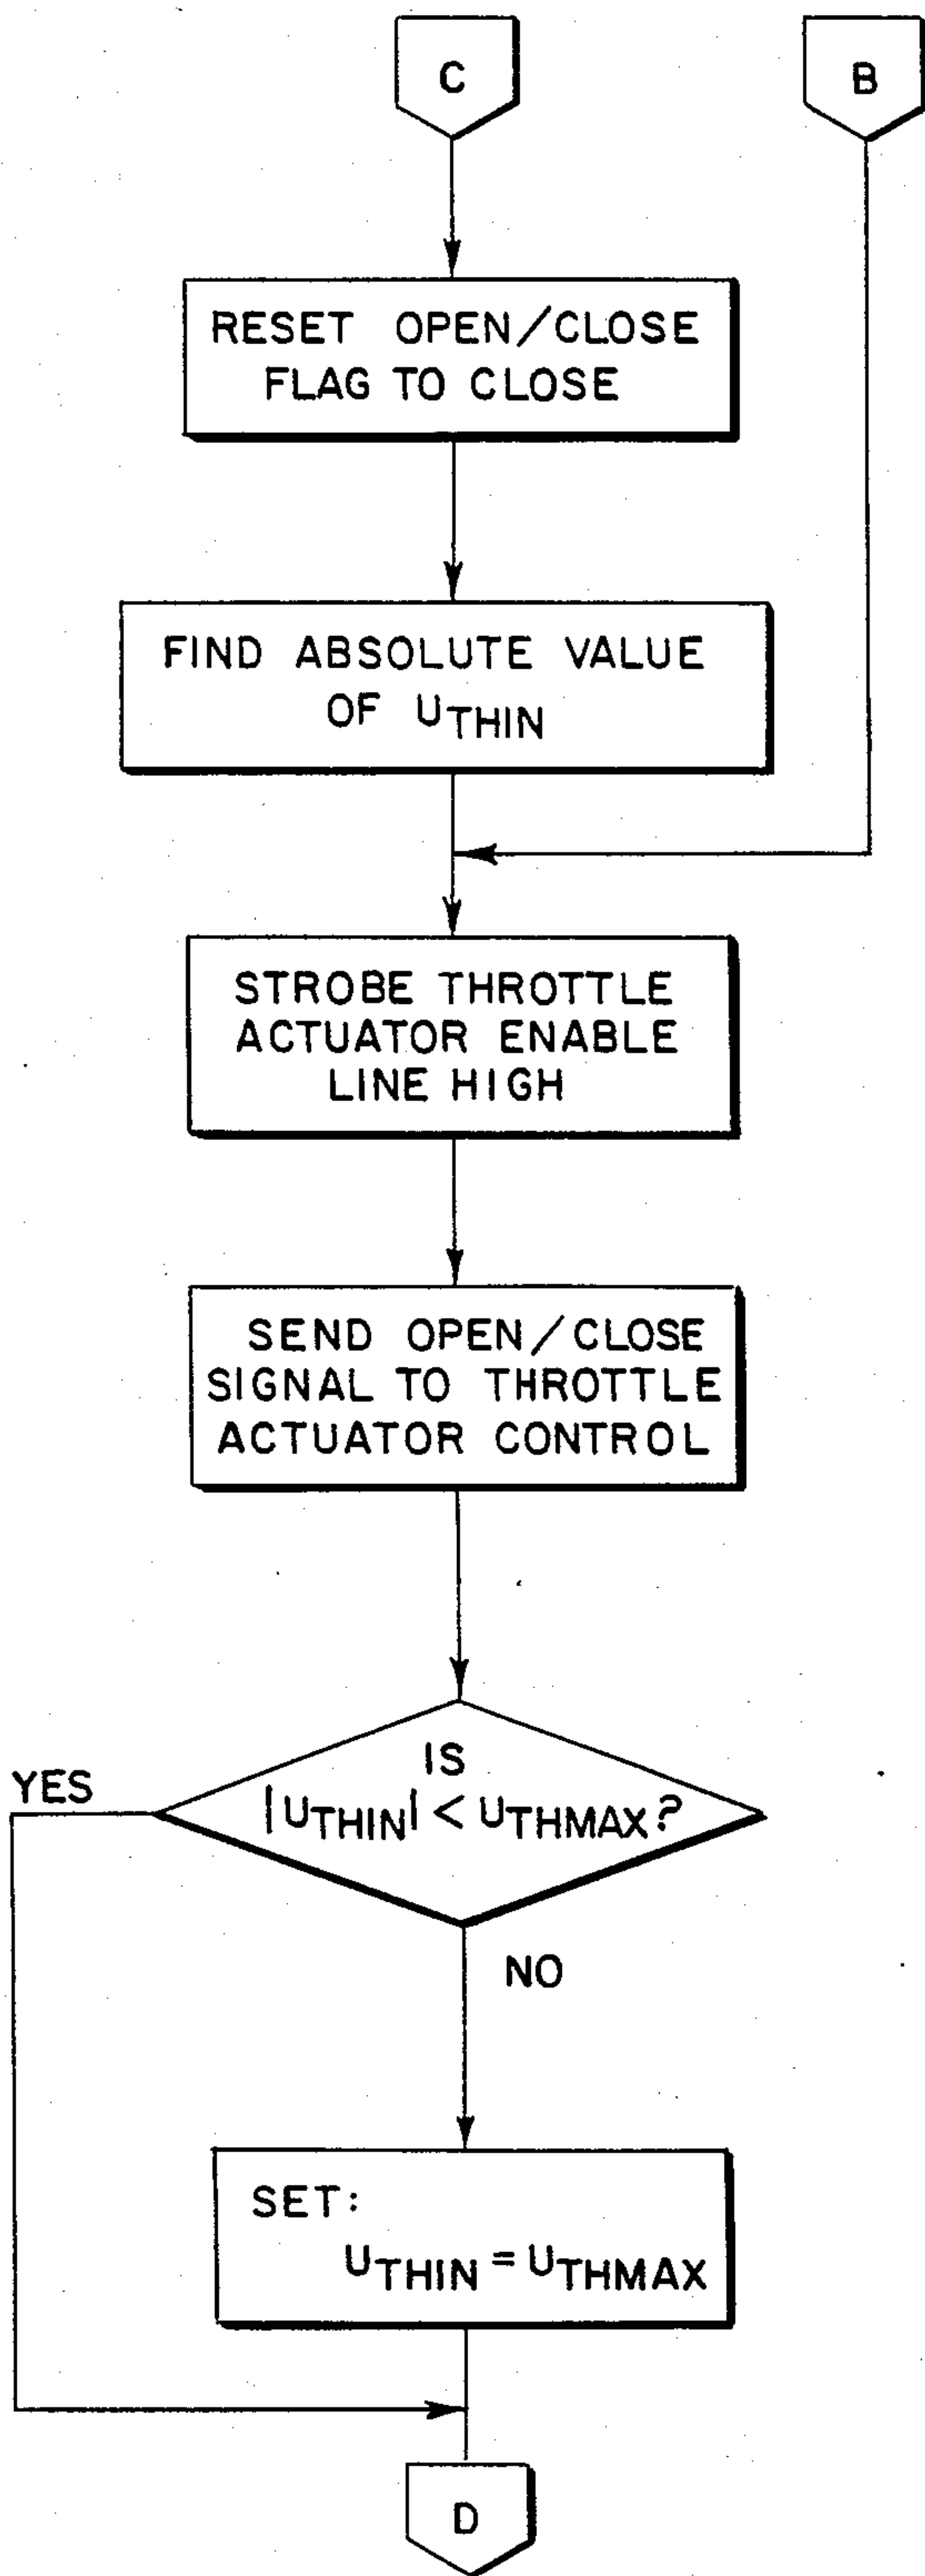 C
B
RESET OPEN/CLOSE
FLAG TO CLOSE
FIND ABSOLUTE VALUE
OF UTHIN
STROBE THROTTLE
ACTUATOR ENABLE
LINE HIGH
SEND OPEN/CLOSE
SIGNAL TO THROTTLE
ACTUATOR CONTROL
IS
YES
|UTHIN| < UTHMAX?
NO
SET:
UTHIN = UTHMAX
D